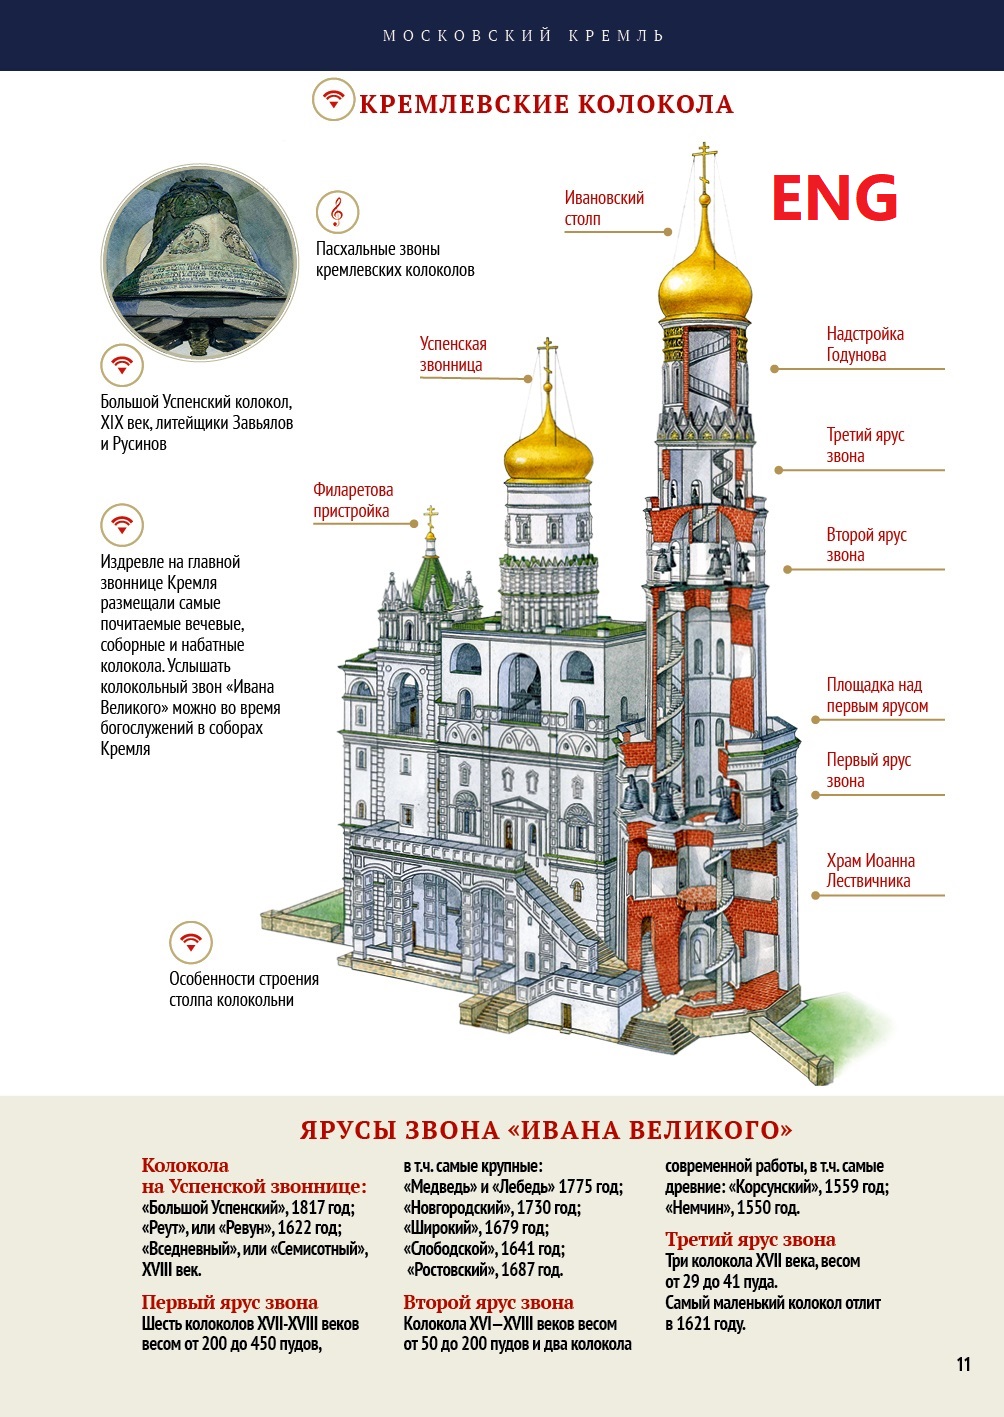 МОСКОВСКИЙ КРЕМЛЬ
КРЕМЛЕВСКИЕ КОЛОКОЛА
ENG
Пасхальные звоны
кремлевских колоколов
Большой Успенский колокол,
XIX век, литейщики Завьялов
и Русинов
Издревле на главной
звоннице Кремля
размещали самые
почитаемые вечевые,
соборные и набатные
колокола. Услышать
колокольный звон «Ивана
Великого» можно во время
богослужений в соборах
Кремля
Особенности строения
столпа колокольни
Филаретова
пристройка
Успенская
звонница
Ивановский
столп
Надстройка
Годунова
Третий ярус
звона
Второй ярус
звона
Площадка над
первым ярусом
Первый ярус
звона
Храм Иоанна
Лествичника
ЯРУСЫ ЗВОНА «ИВАНА ВЕЛИКОГО»
Колокола
на Успенской звоннице:
«Большой Успенский», 1817 год;
«Реут», или «Ревун», 1622 год;
«Вседневный», или «Семисотный»,
XVIII век.
Первый ярус звона
Шесть колоколов XVII-XVIII веков
весом от 200 до 450 пудов,
в т.ч. самые крупные:
«Медведь» и «Лебедь» 1775 год;
«Новгородский», 1730 год;
«Широкий», 1679 год;
«Слободской», 1641 год;
«Ростовский», 1687 год.
Второй ярус звона
Колокола XVI—XVIII веков весом
от 50 до 200 пудов и два колокола
современной работы, в т.ч. самые
древние: «Корсунский», 1559 год;
«Немчин», 1550 год.
Третий ярус звона
Три колокола XVII века, весом
от 29 до 41 пуда.
Самый маленький колокол отлит
в 1621 году.
11